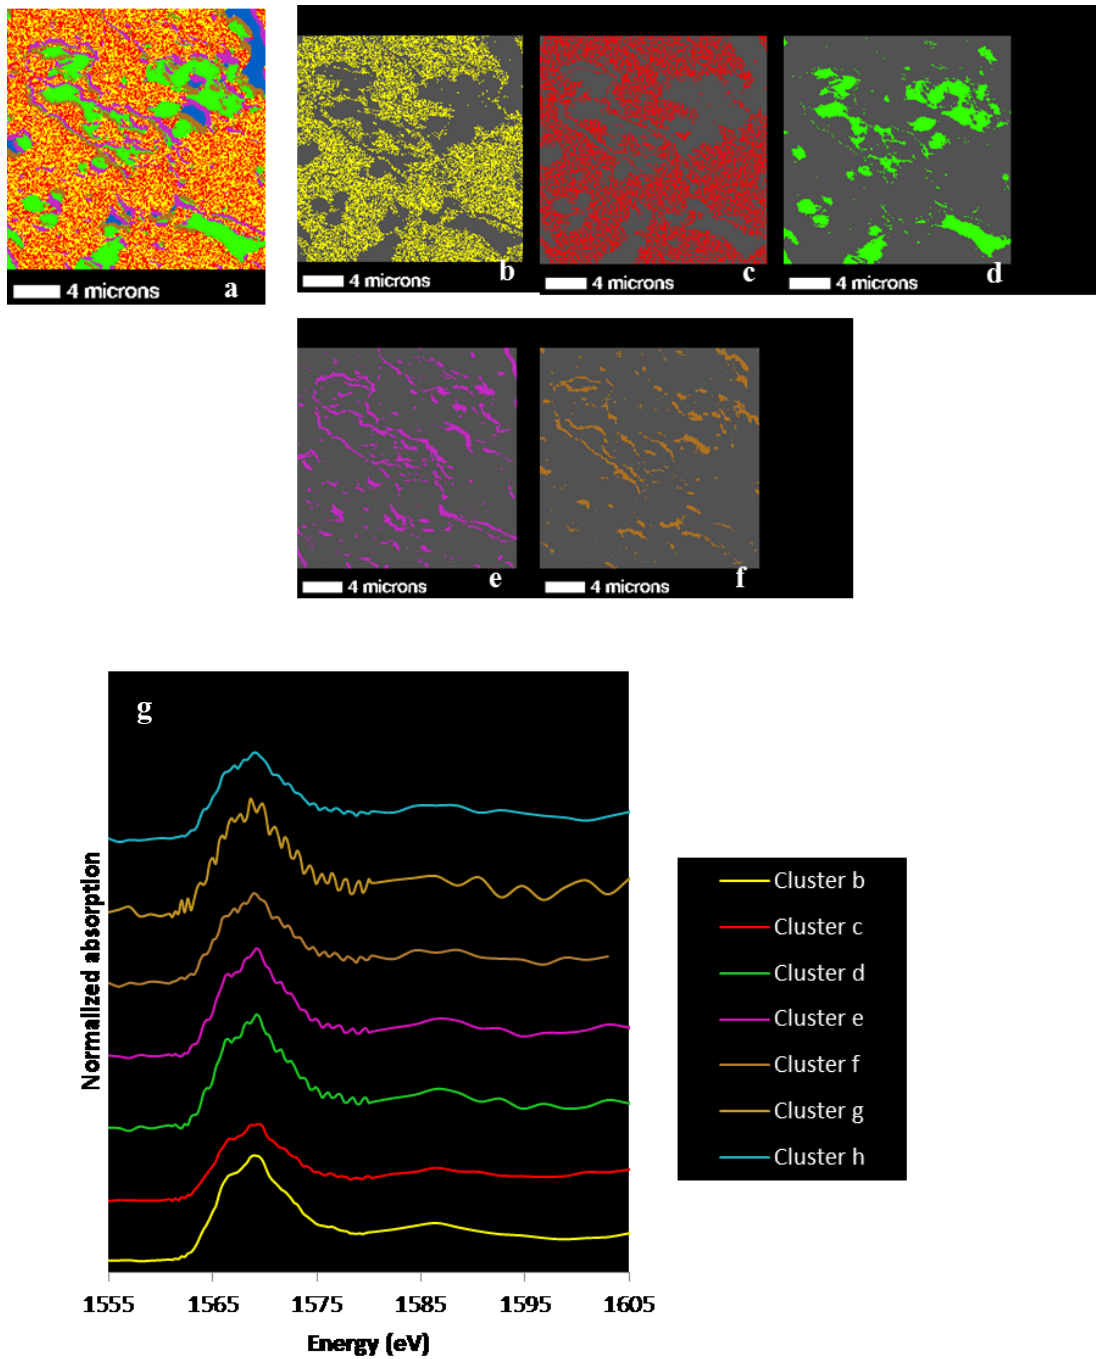 4 microns a
4 microns b
c
4 microns
4 microns d
4 microns e
4 microns f
g
Normalized absorption
1555 1565 1575 1585 1595 1605
Energy (eV)
Cluster b
Cluster c
Cluster d
Cluster e
Cluster f
Cluster g
Cluster h